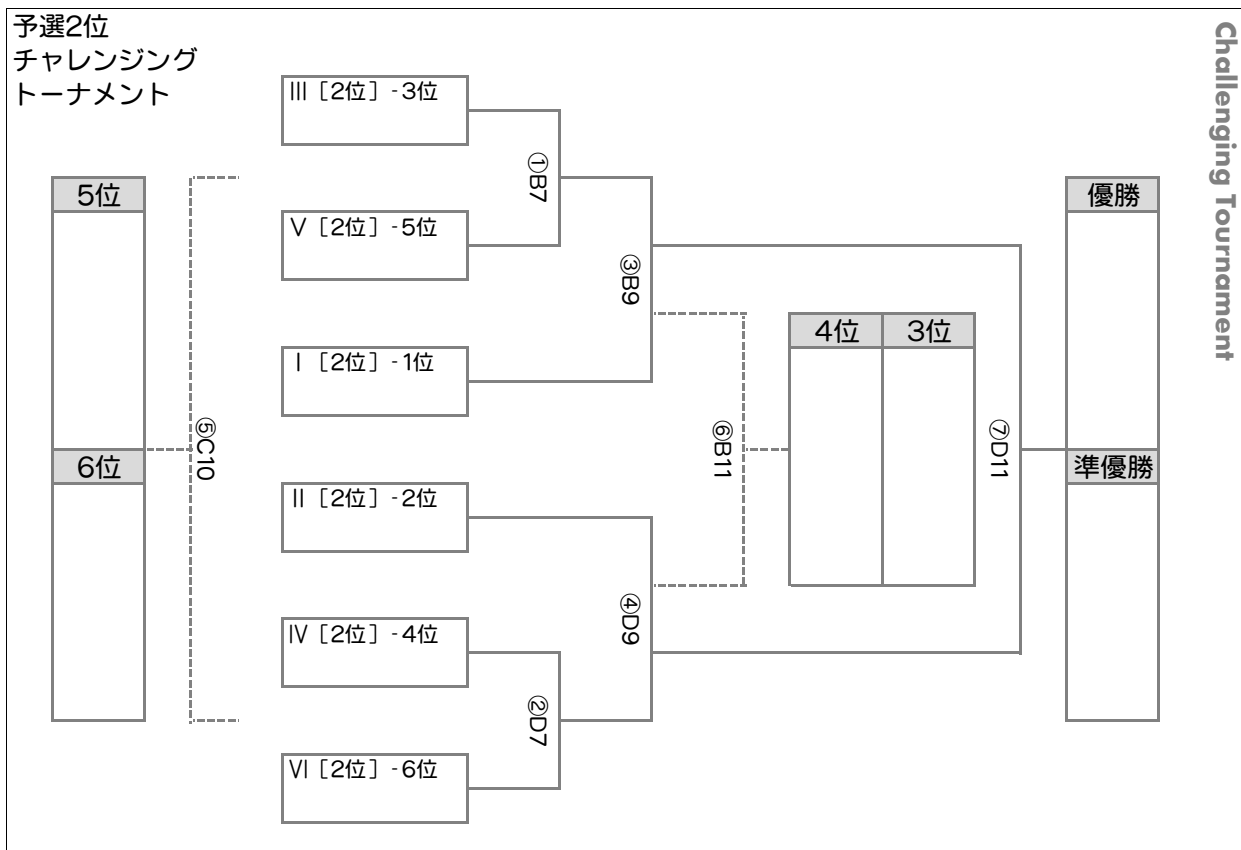 予選2位
チャレンジング
トーナメント
Challenging Tournament
III［2位］-3位
①B7
V［2位］-5位
5位
優勝
③B9
I［2位］-1位
4位
3位
⑤C10
⑥B11
⑦D11
6位
準優勝
II［2位］-2位
④D9
IV［2位］-4位
②D7
VI［2位］-6位